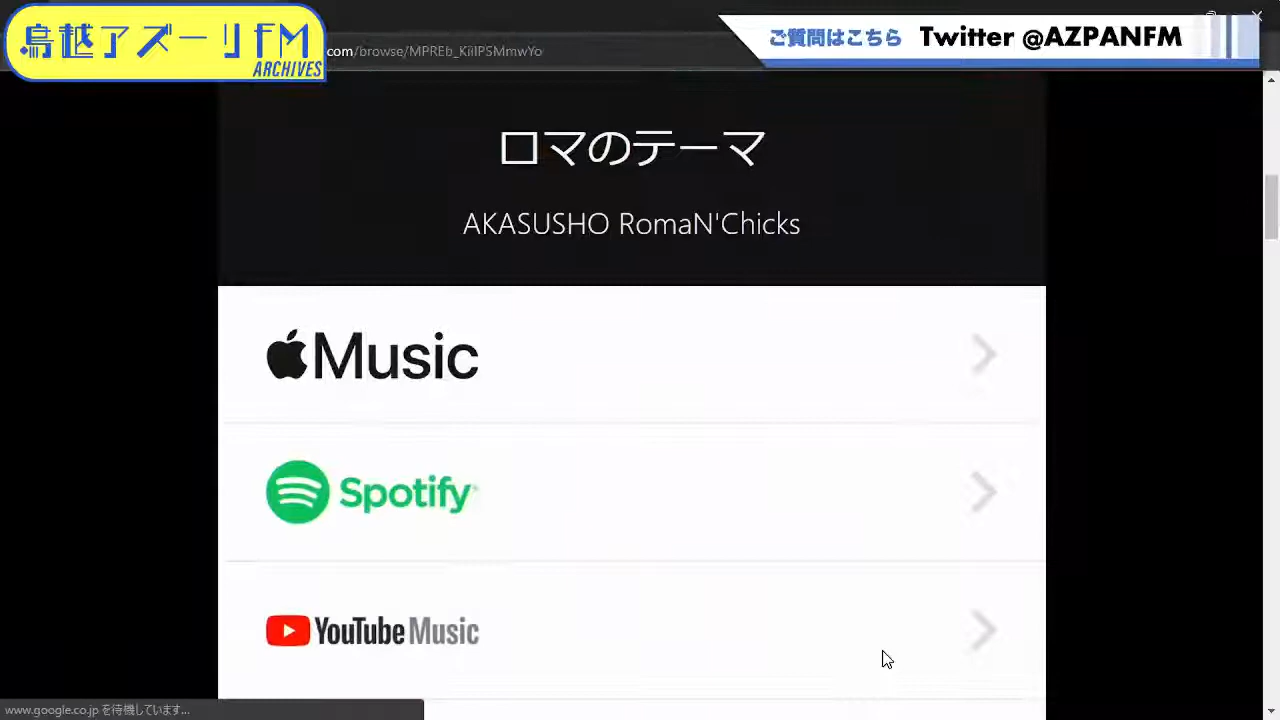 鳥越アズーリFM
ARCHIVES
com/browse/MPREb_KiiIPSMmwYo
ご質問はこちら Twitter @AZPANFM
ロマのテーマ
AKASUSHO RomaN'Chicks
Music
Spotify
YouTube Music
www.google.co.jp を待機しています...